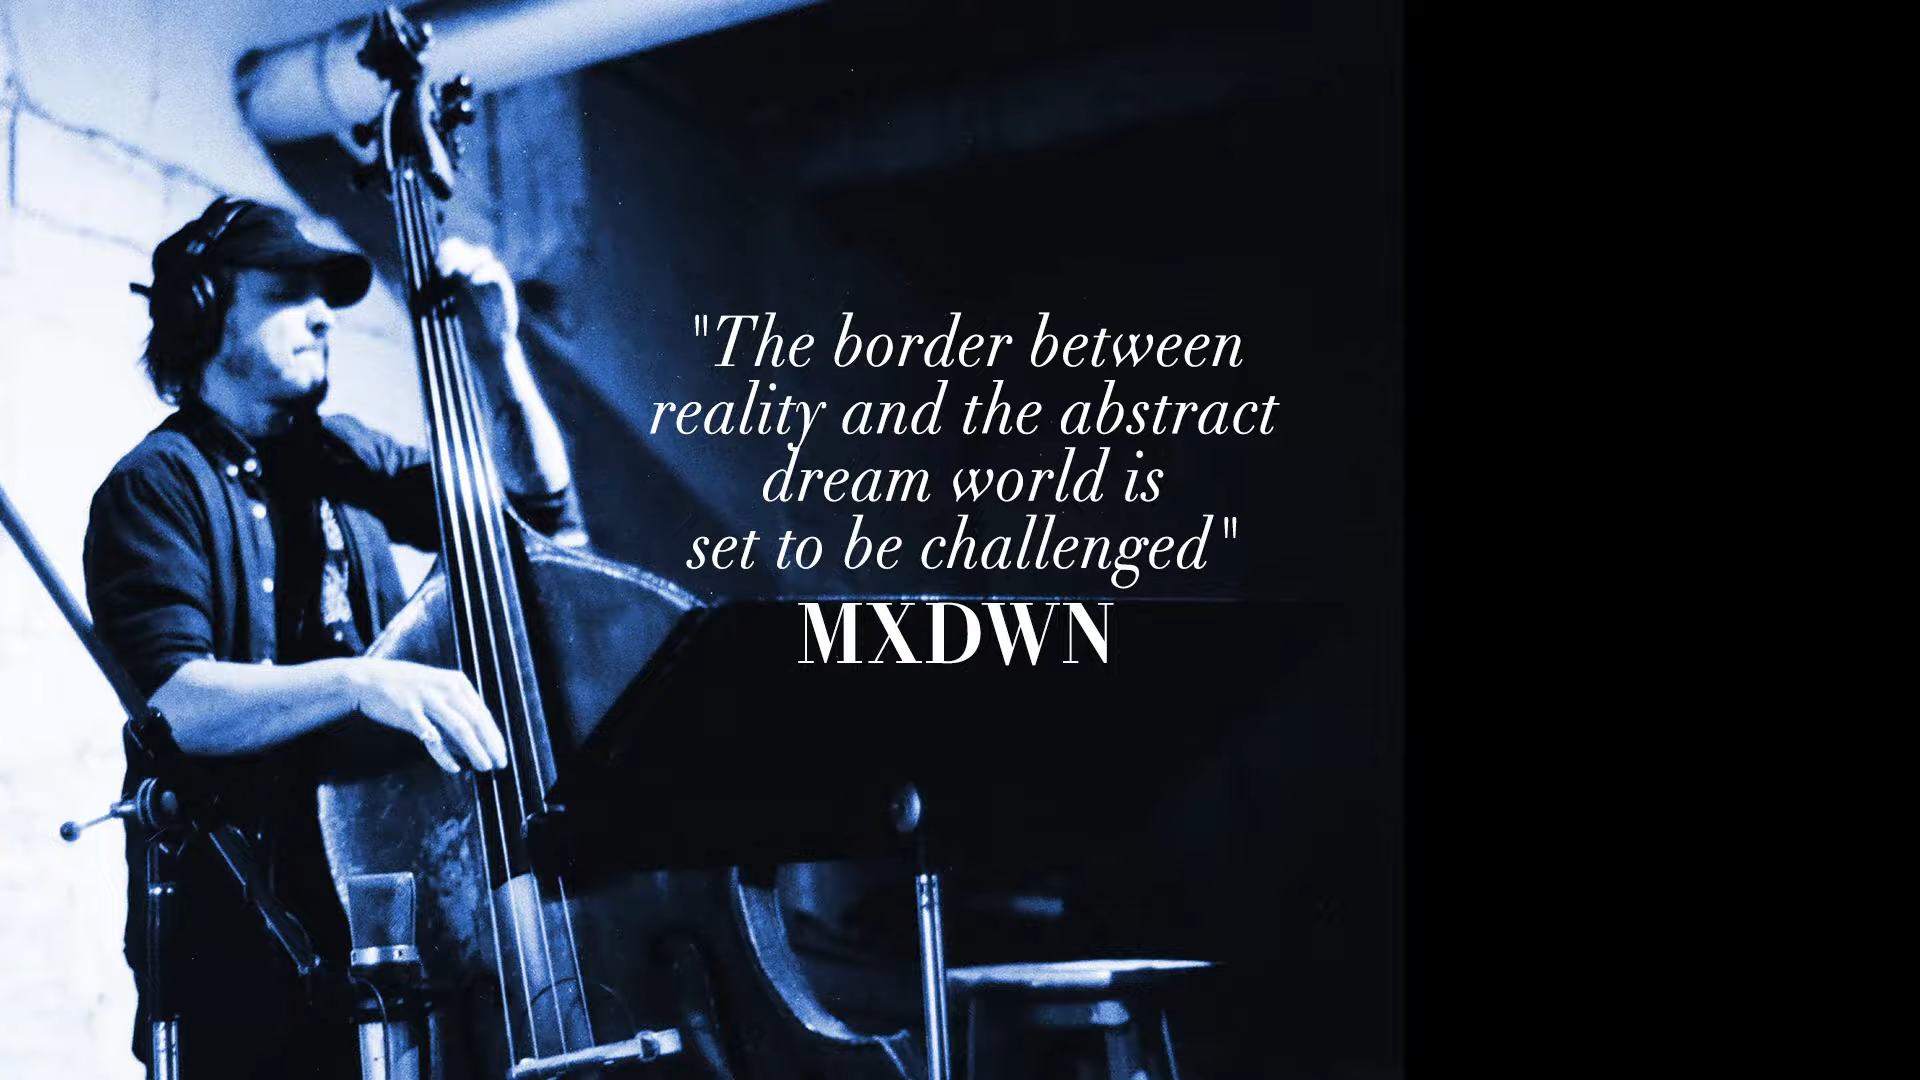 "The border between
reality and the abstract
dream world is
set to be challenged"
MXDWN